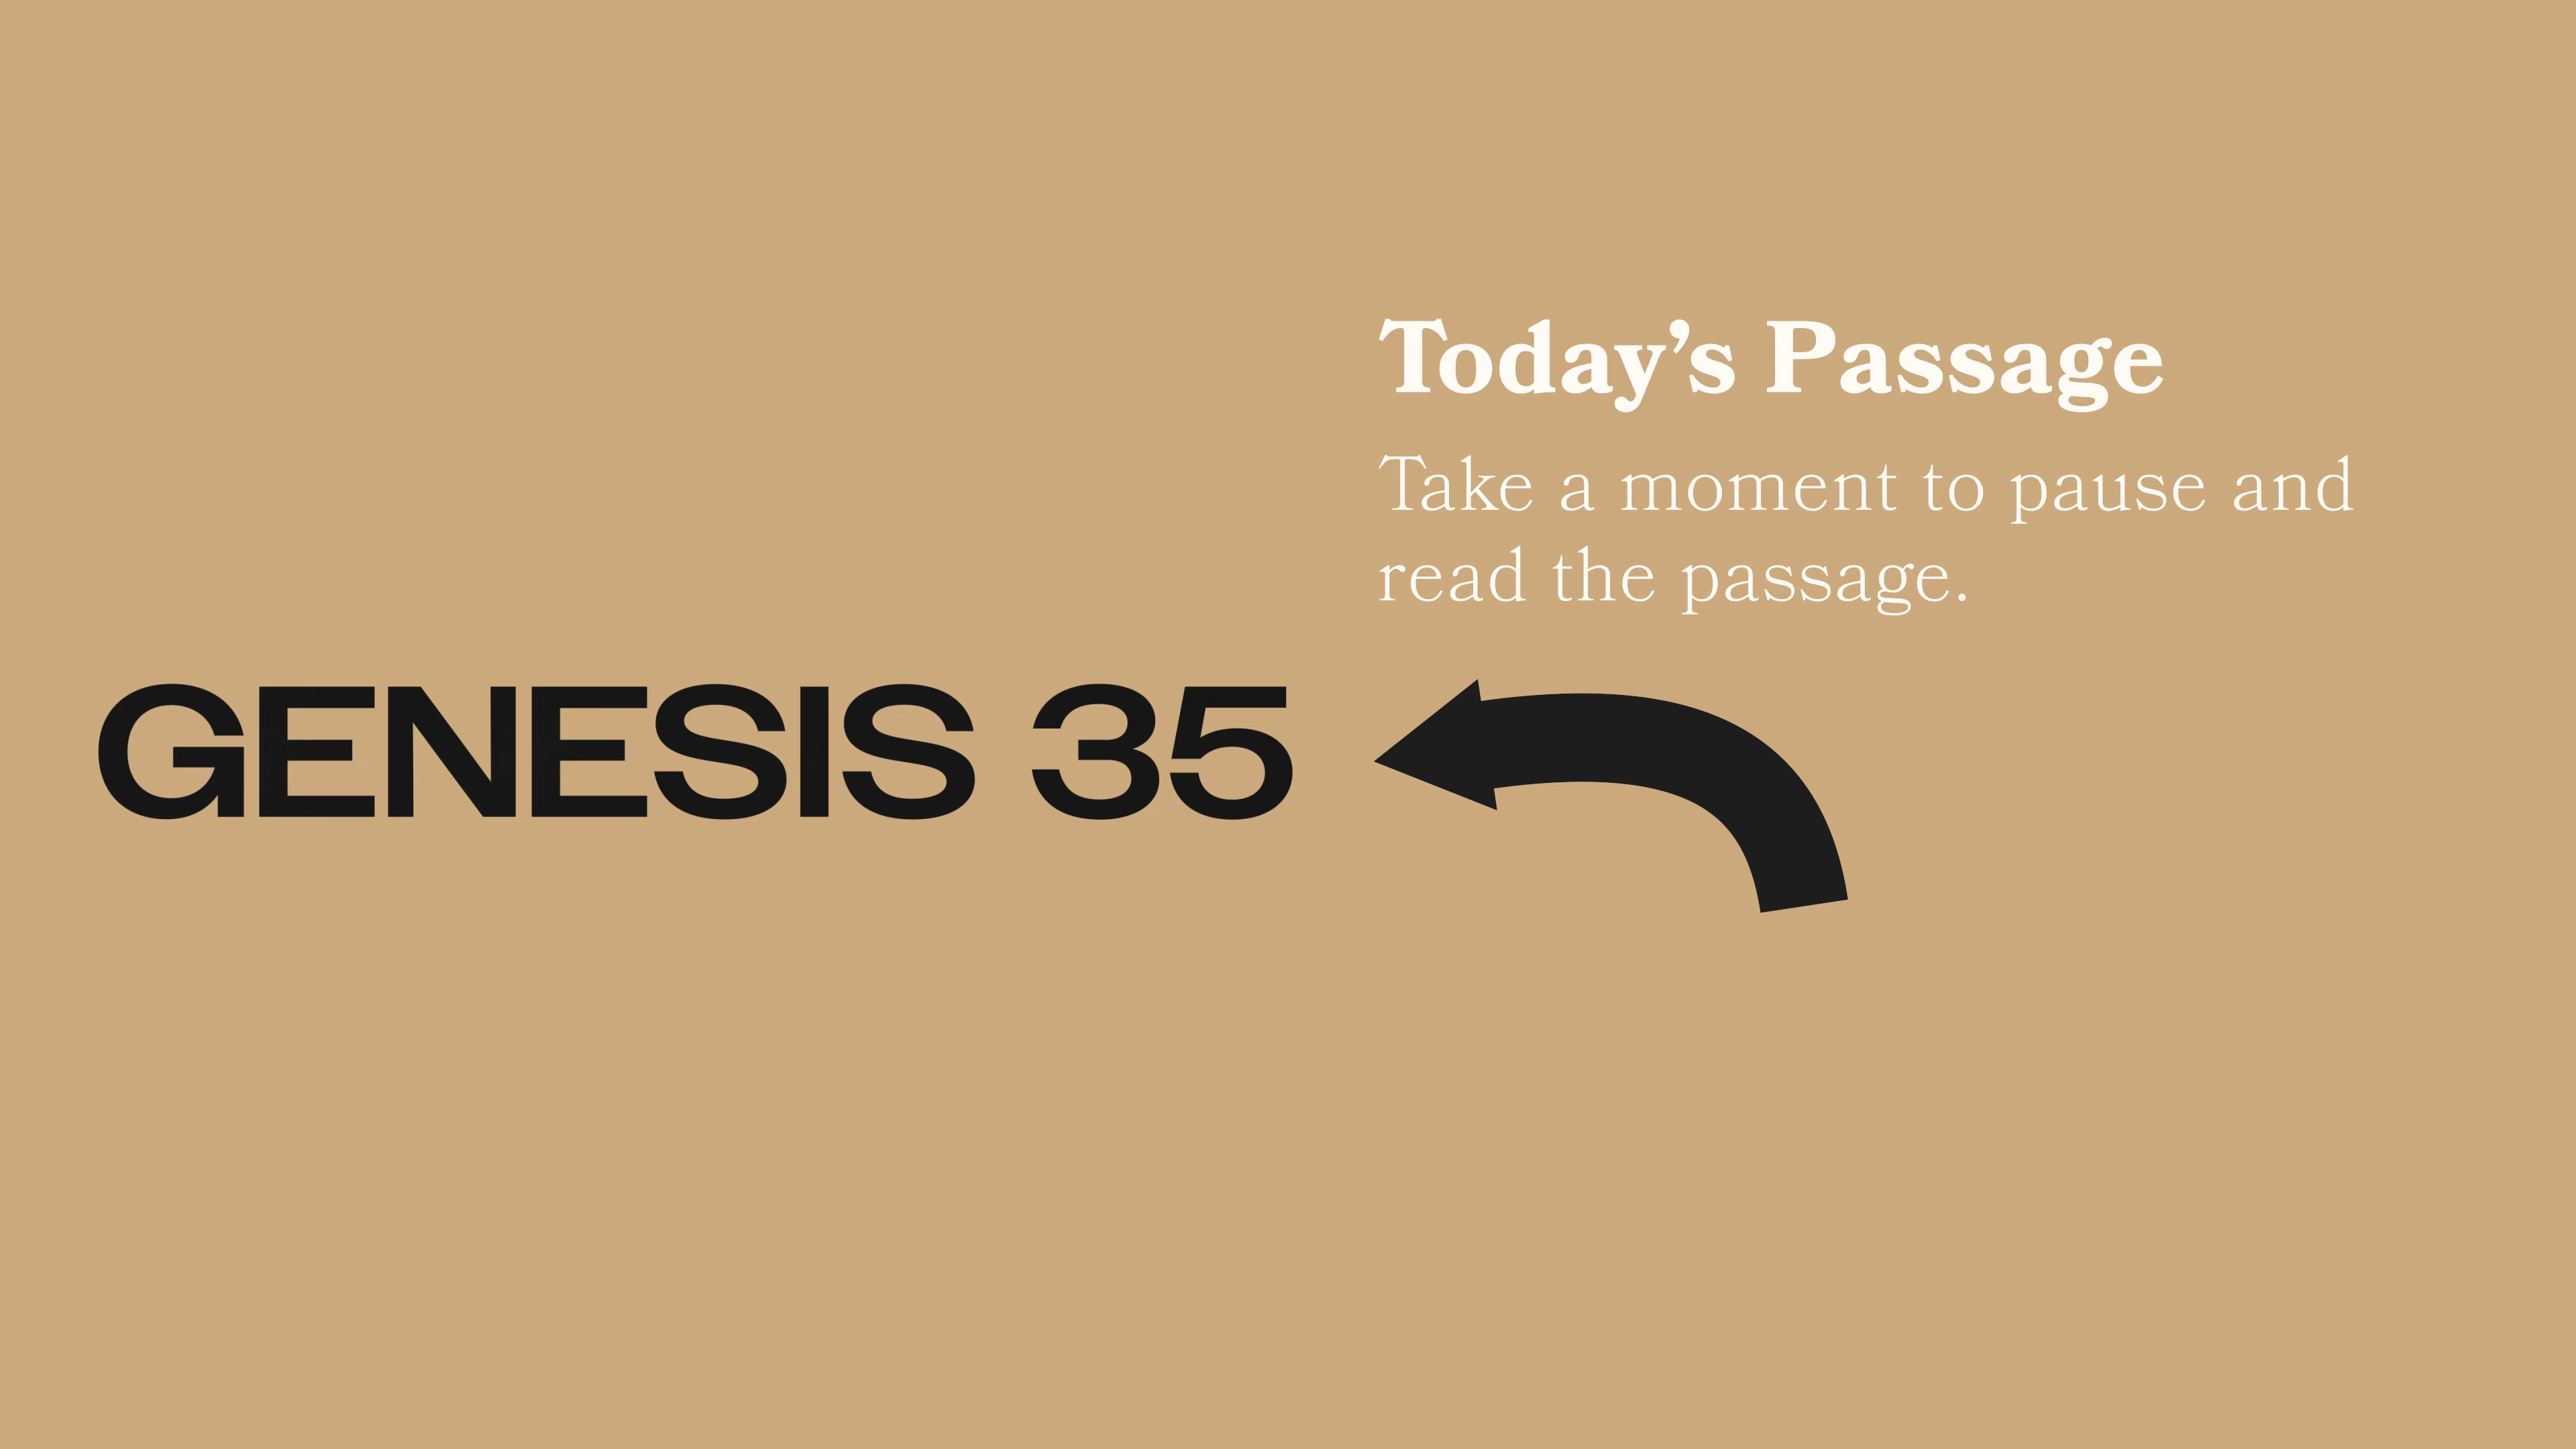 Today’s Passage
Take a moment to pause and
read the passage.
GENESIS 35